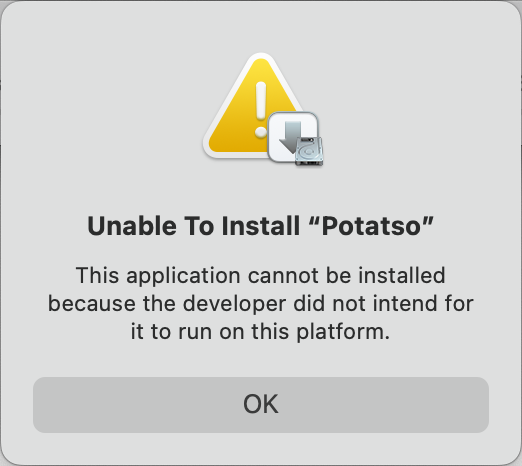 Unable To Install “Potatso”
This application cannot be installed
because the developer did not intend for
it to run on this platform.
OK